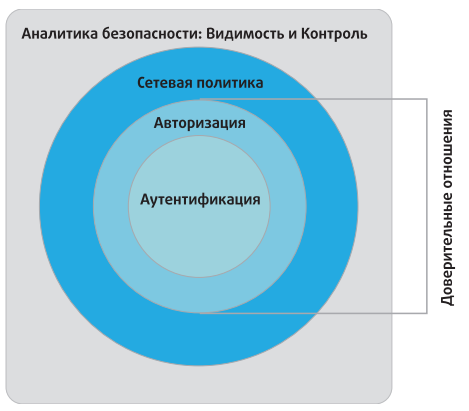 Аналитика безопасности: Видимость и Контроль
Сетевая политика
Авторизация
Аутентификация
Доверительные отношения